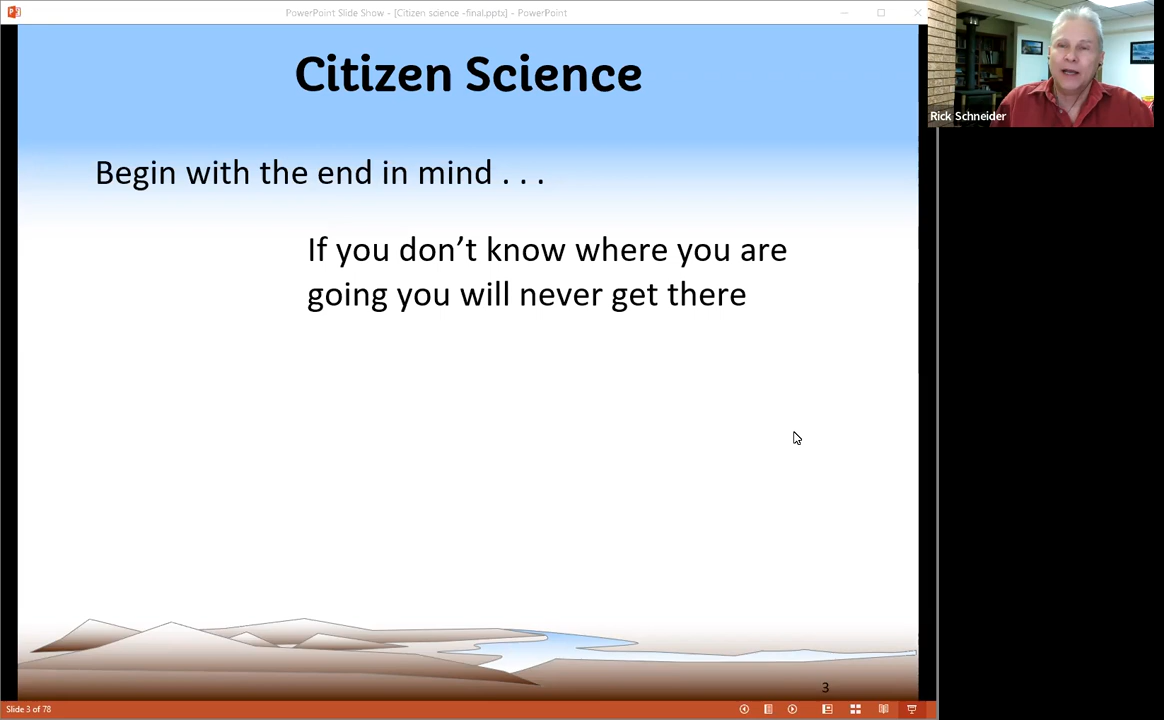 PowerPoint Slide Show - [Citizen science -final.pptx] - PowerPoint
Citizen Science
Rick Schneider
Begin with the end in mind . . .
If you don’t know where you are
going you will never get there
3
Slide 3 of 78